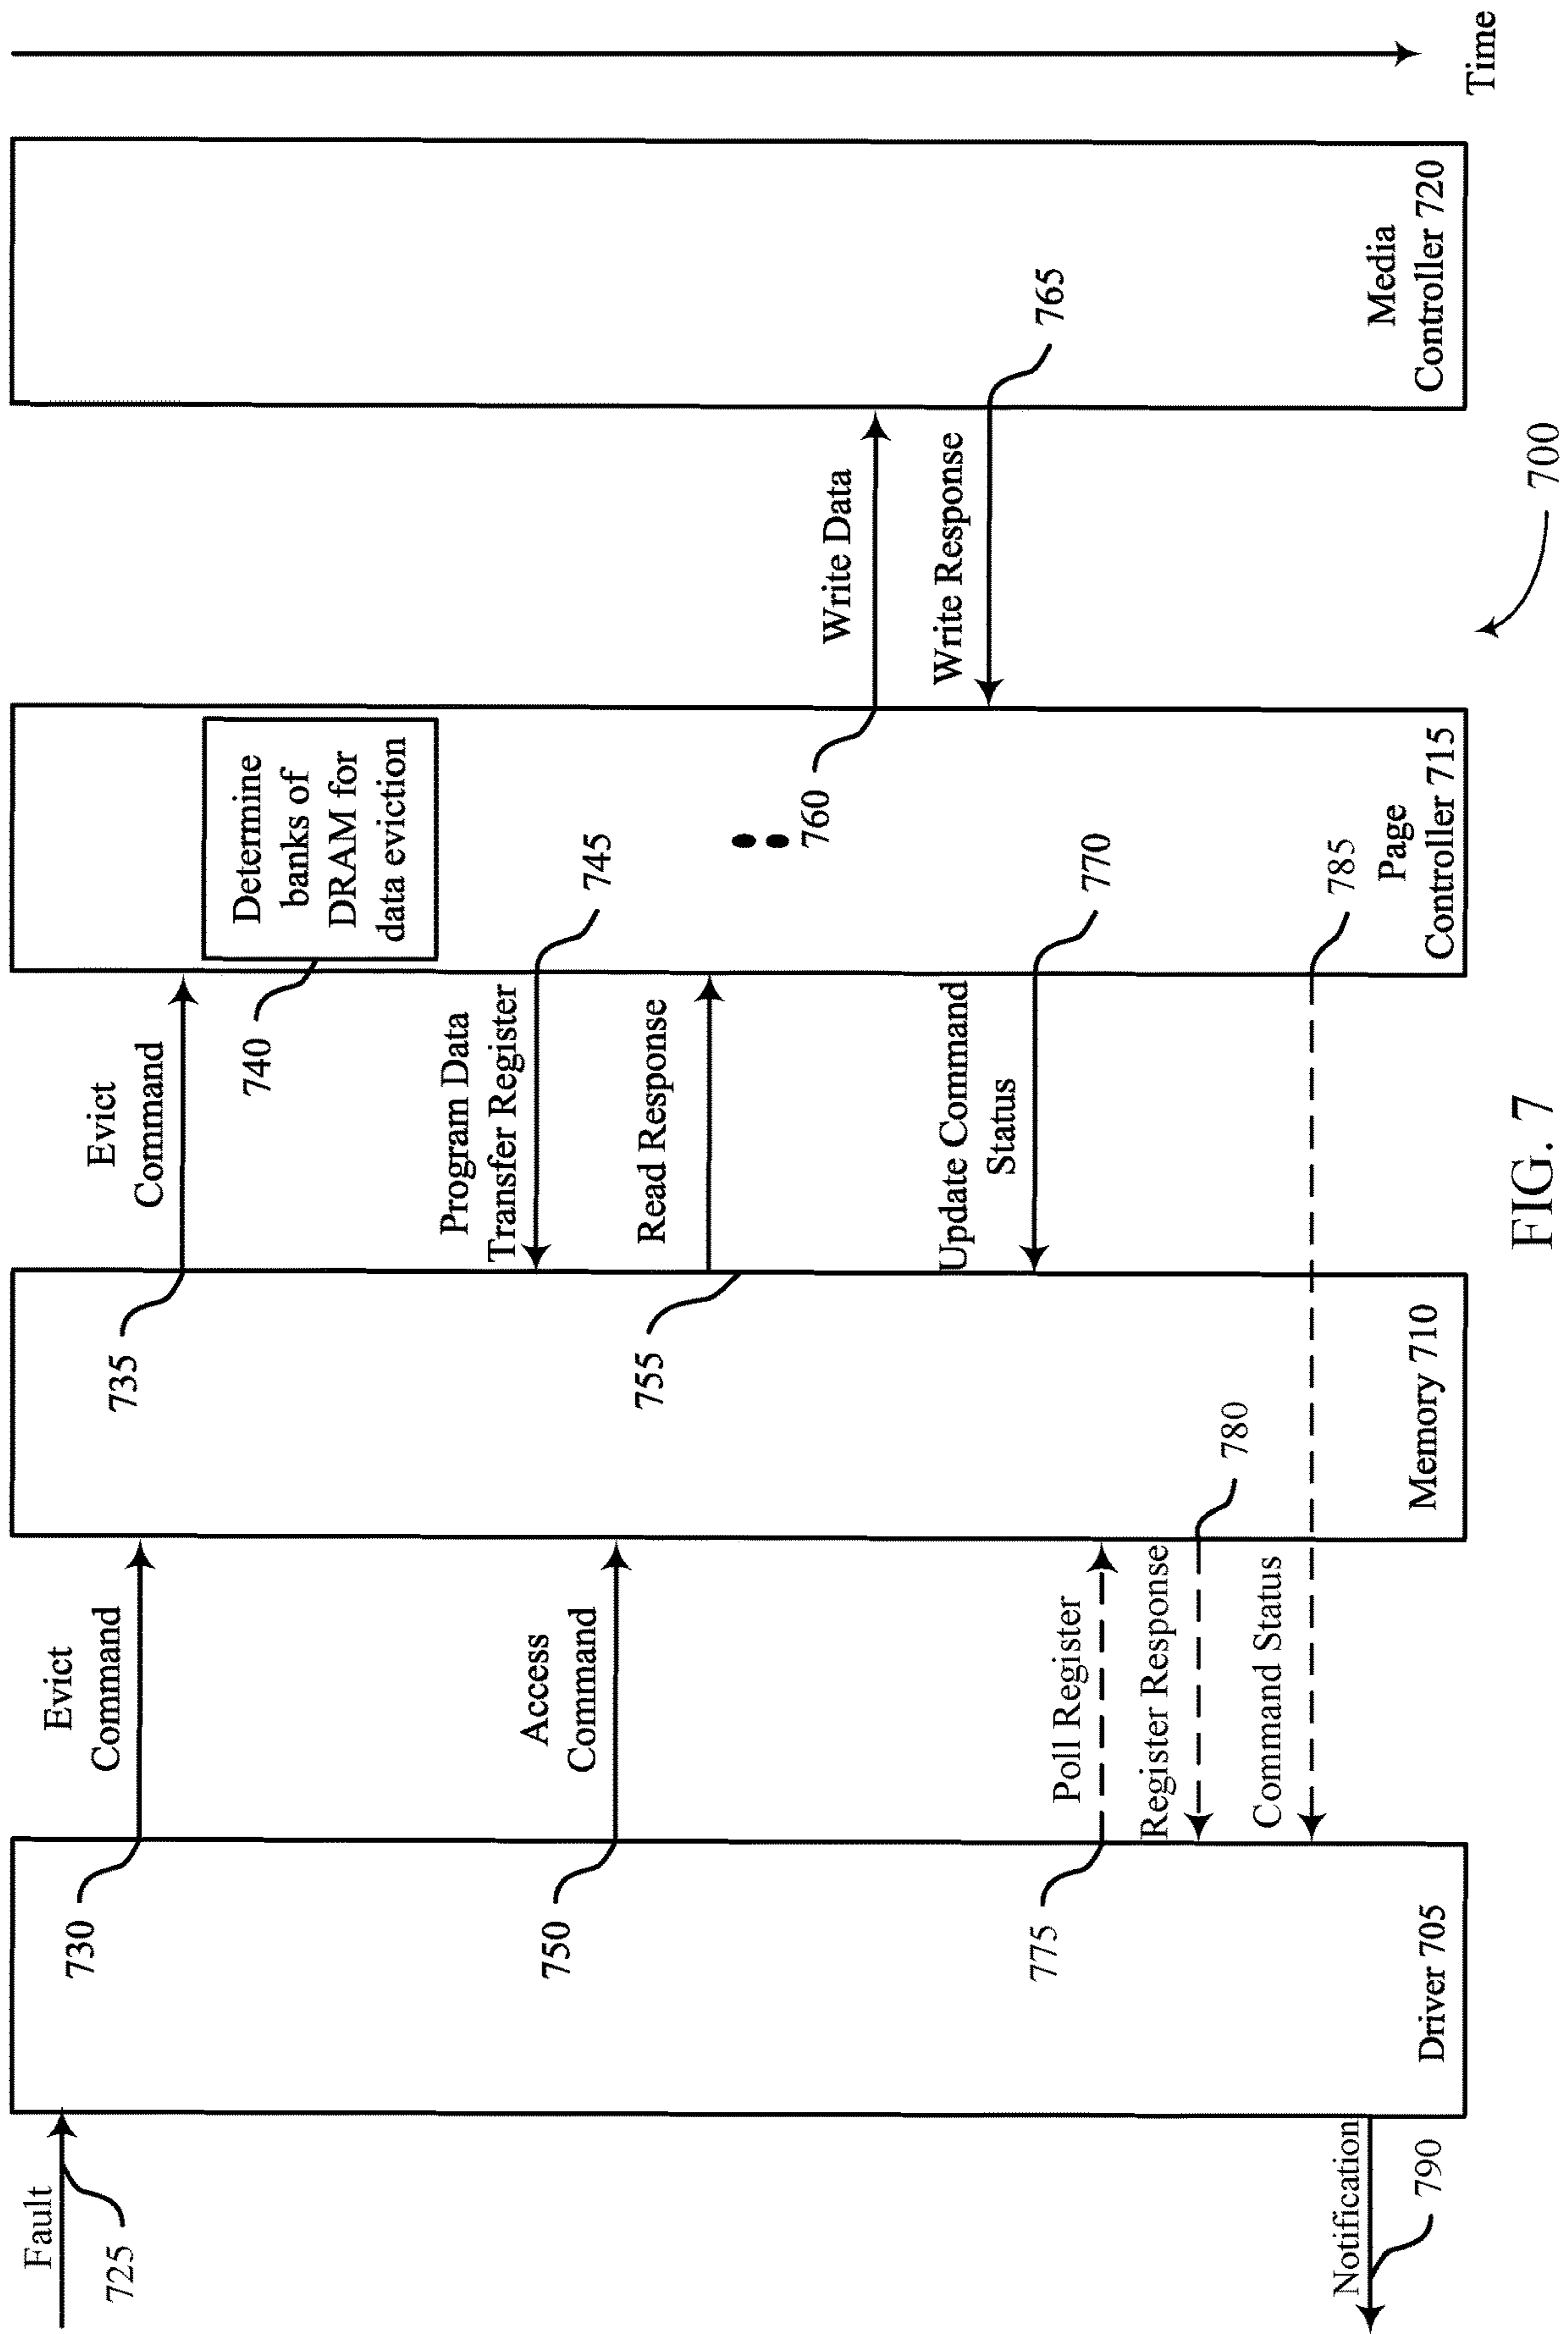 Fault
725
730
Evict
Command
735
Evict
Command
740
Determine
banks of
DRAM for
data eviction
Program Data
Transfer Register
745
750
Access
Command
755
Read Response
760
Write Data
Write Response
765
Update Command
Status
770
775
Poll Register
Register Response
780
Command Status
785
Notification
790
Driver 705
Memory 710
Page
Controller 715
Media
Controller 720
Time
700
FIG. 7